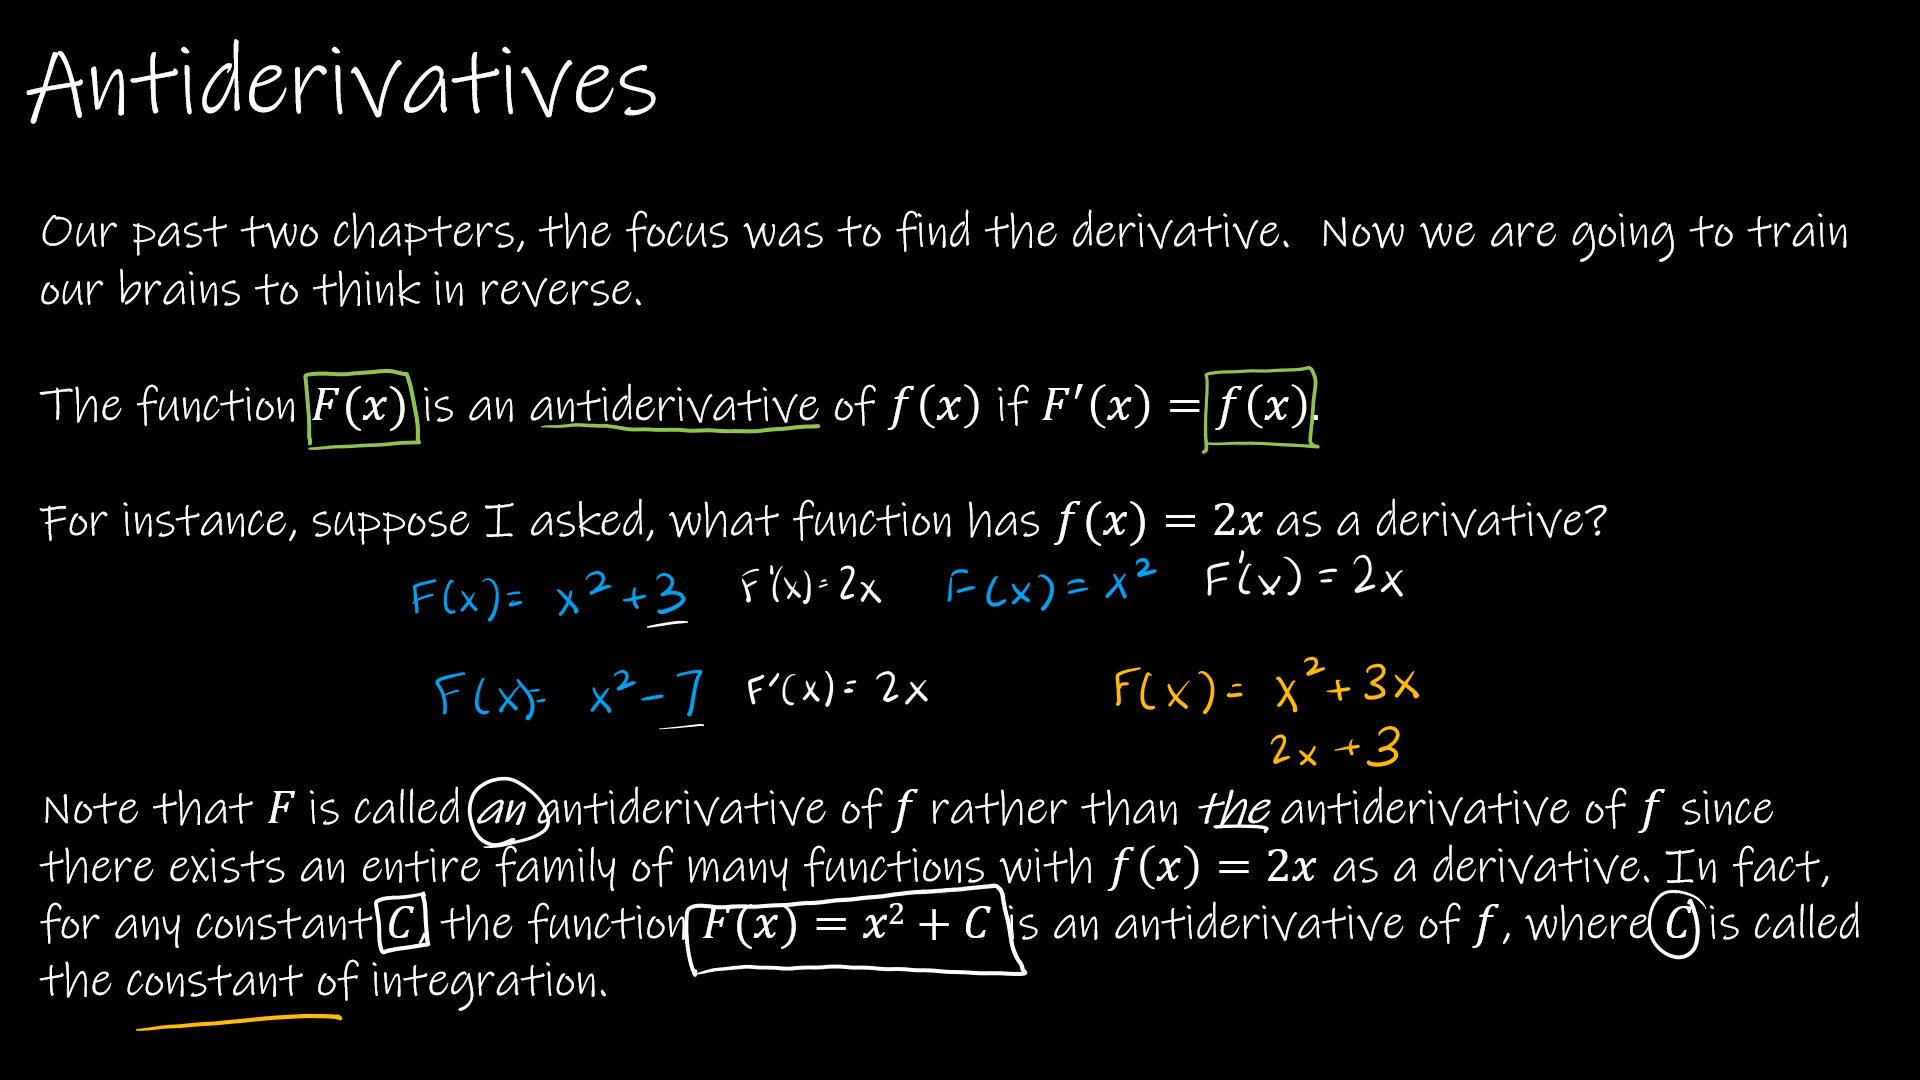 Antiderivatives
Our past two chapters, the focus was to find the derivative. Now we are going to train
our brains to think in reverse.
The function F(x) is an antiderivative of f(x) if F′(x) = f(x).
For instance, suppose I asked, what function has f(x) = 2x as a derivative?
F(x) = x² + 3 F'(x) = 2x F(x) = x² F'(x) = 2x
F(x) = x² − 7 F'(x) = 2x F(x) = x² + 3x
2x + 3
Note that F is called an antiderivative of f rather than the antiderivative of f since
there exists an entire family of many functions with f(x) = 2x as a derivative. In fact,
for any constant C, the function F(x) = x² + C is an antiderivative of f, where C is called
the constant of integration.